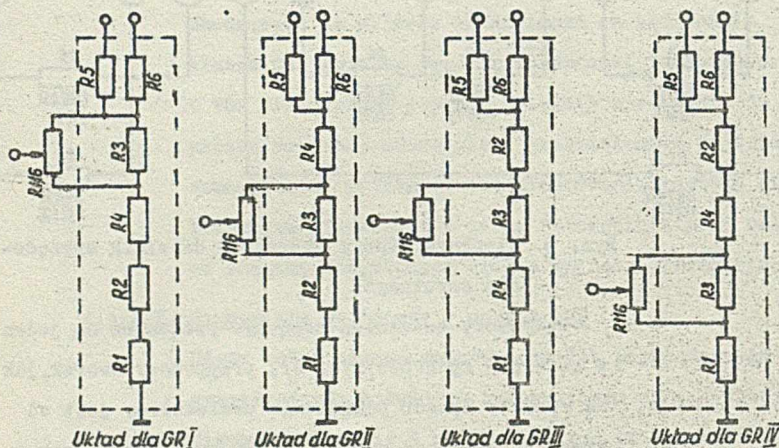 R5 R6 R3 R116 R4 R2 R1
Układ dla GR I
R5 R6 R4 R116 R3 R2 R1
Układ dla GR II
R5 R6 R2 R116 R3 R4 R1
Układ dla GR III
R5 R6 R2 R4 R116 R3 R1
Układ dla GR IV